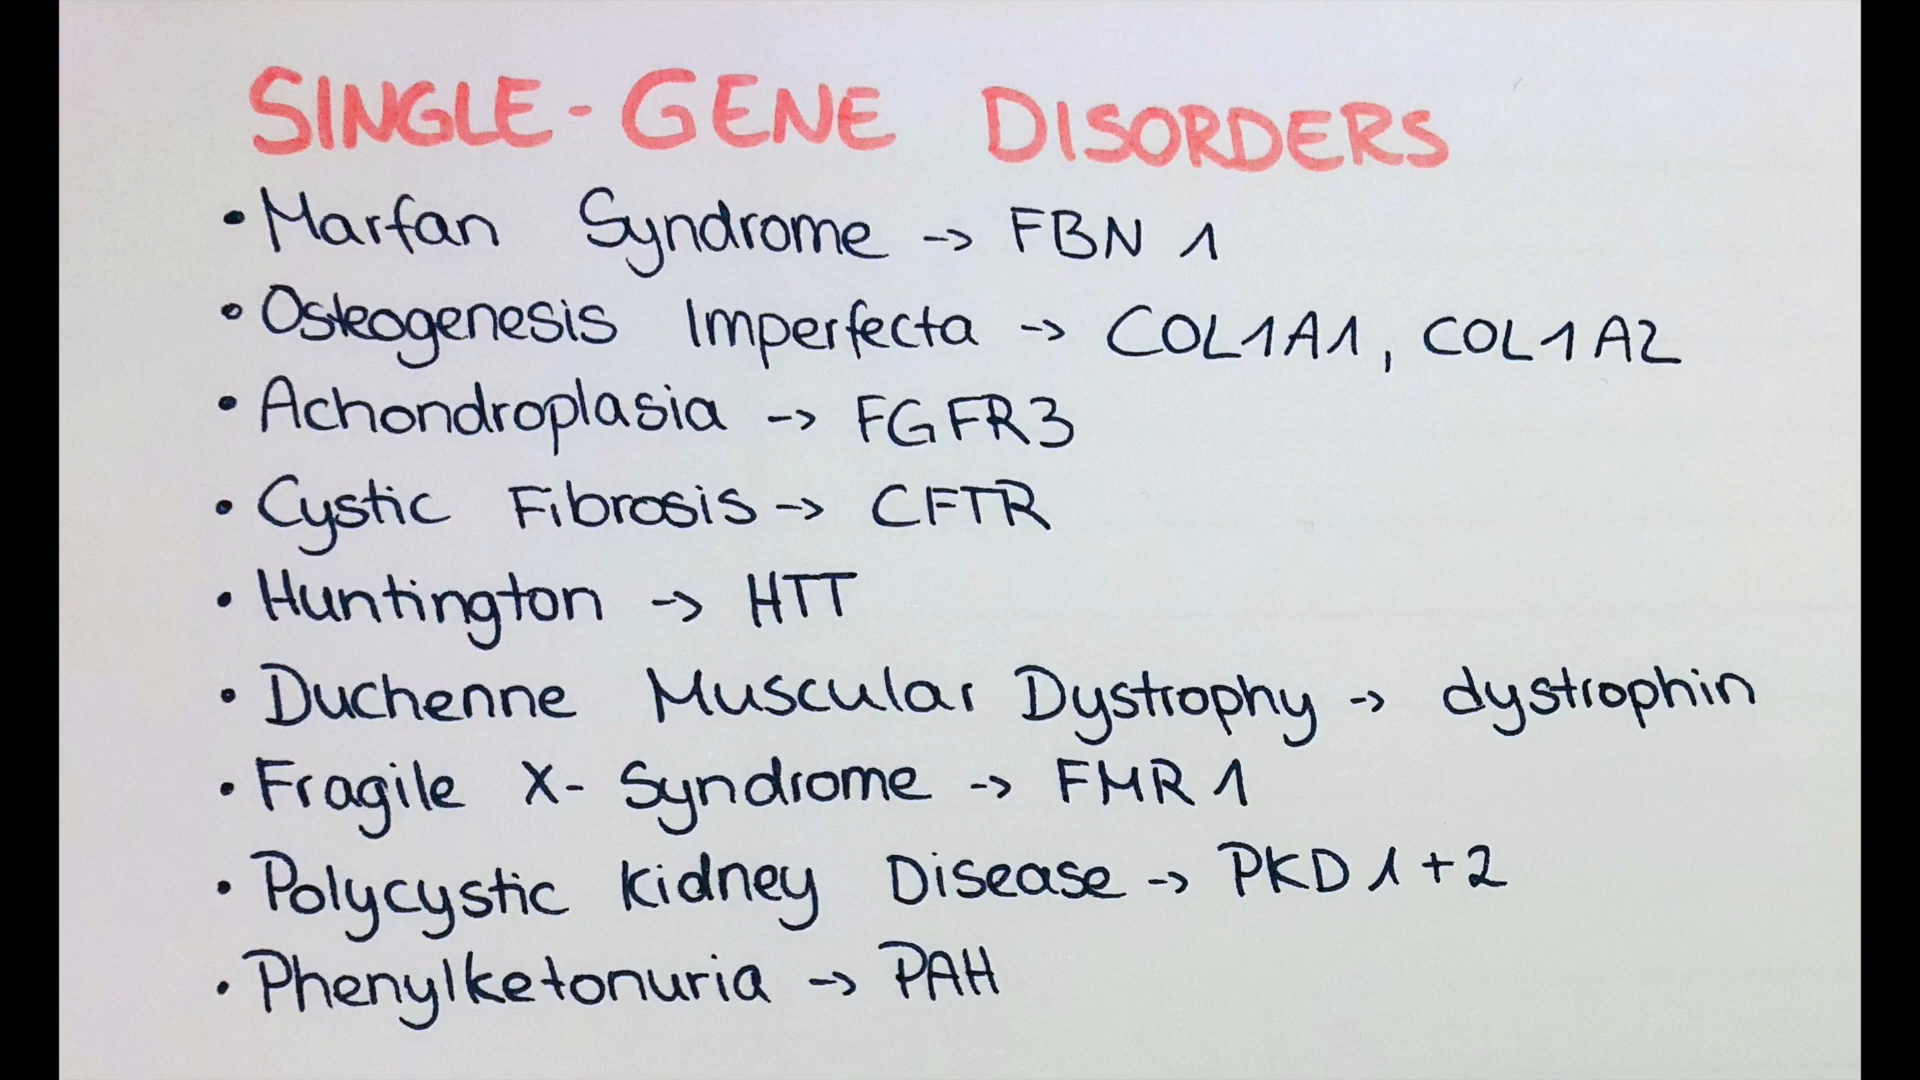 SINGLE-GENE DISORDERS
• Marfan Syndrome -> FBN 1
• Osteogenesis Imperfecta -> COL1A1, COL1A2
• Achondroplasia -> FGFR3
• Cystic Fibrosis -> CFTR
• Huntington -> HTT
• Duchenne Muscular Dystrophy -> dystrophin
• Fragile X-Syndrome -> FMR1
• Polycystic Kidney Disease -> PKD 1+2
• Phenylketonuria -> PAH